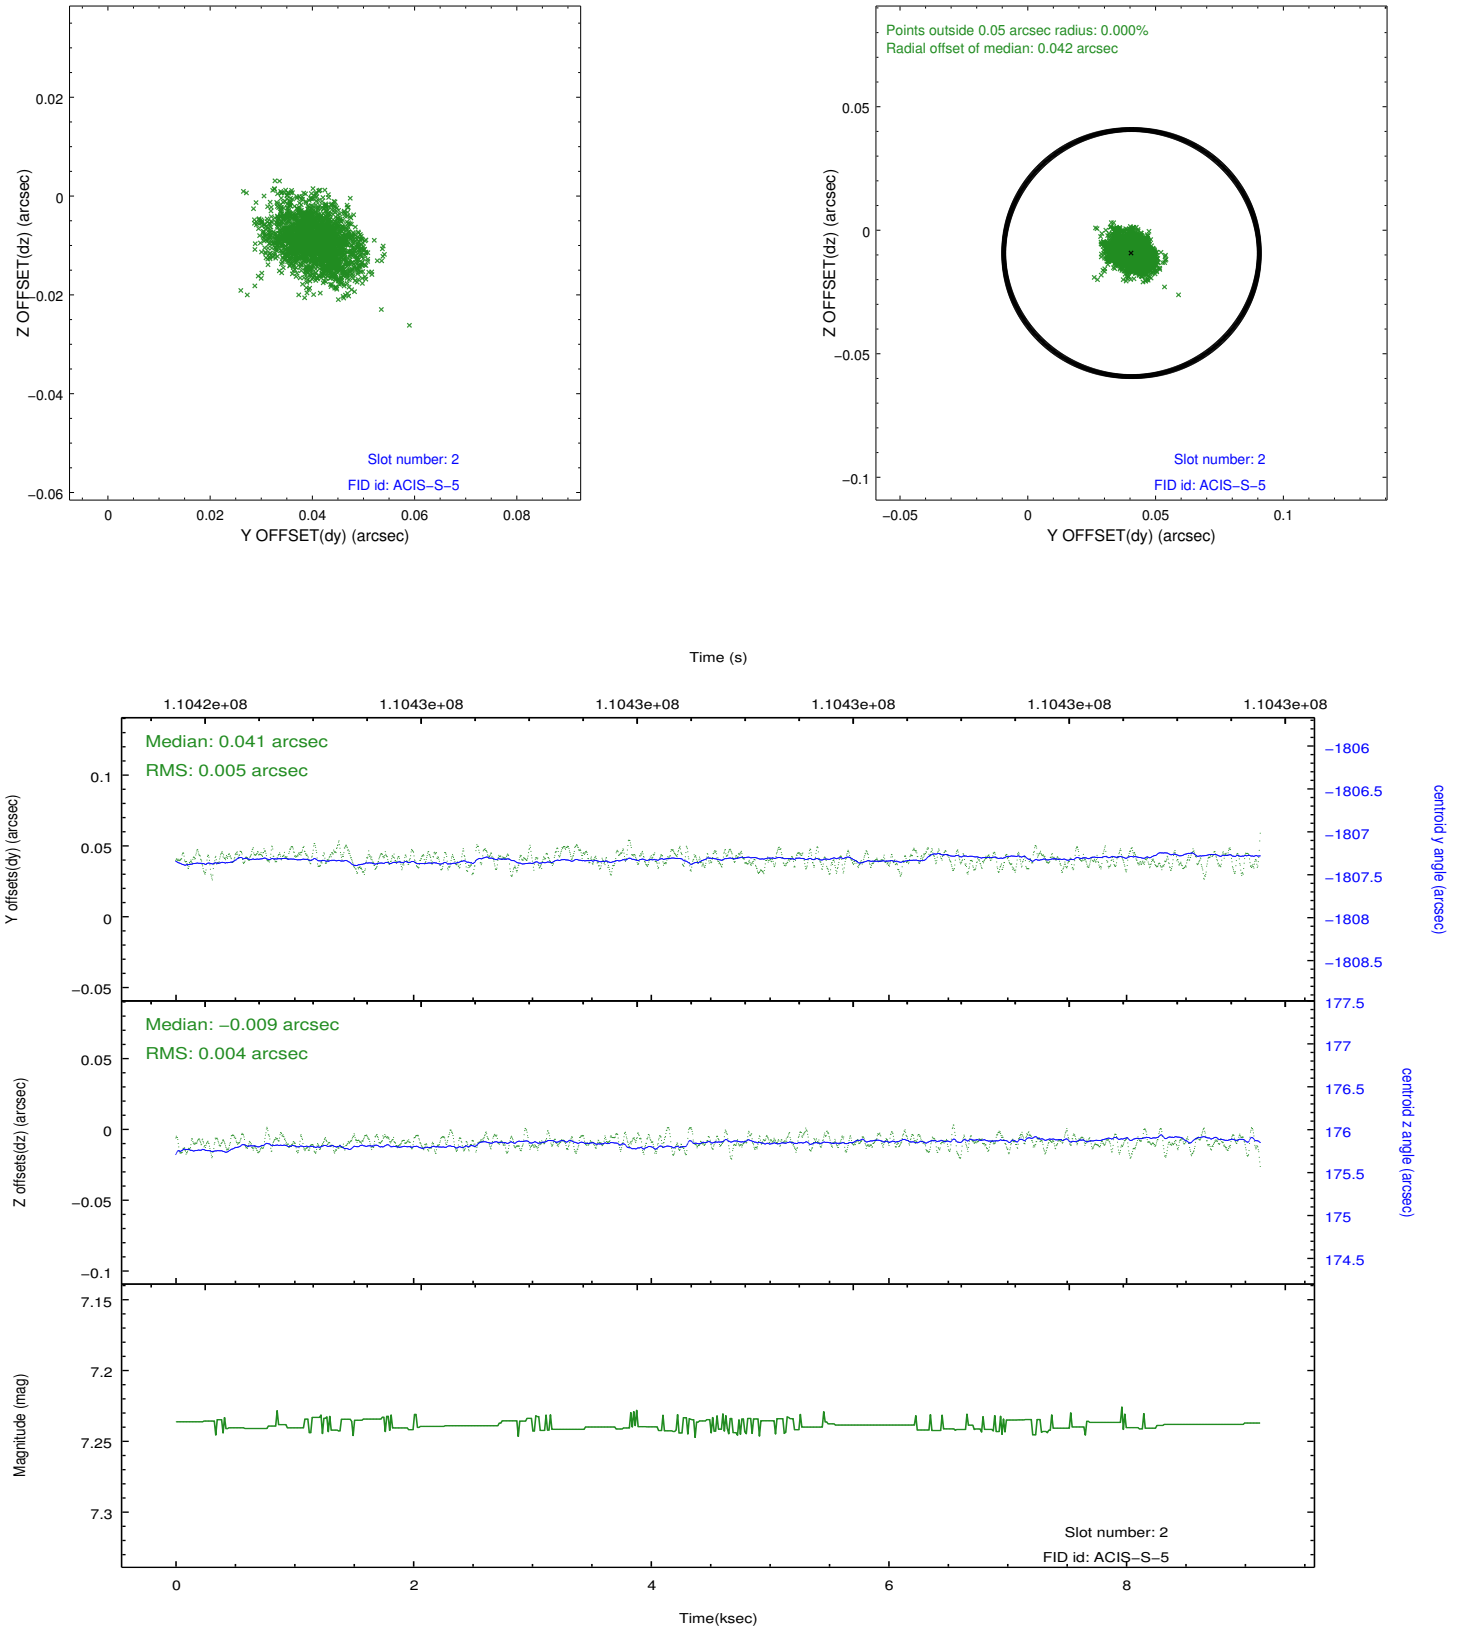 0.02
0
−0.02
−0.04
−0.06
Z OFFSET(dz) (arcsec)
Slot number: 2
FID id: ACIS−S−5
0
0.02
0.04
0.06
0.08
Y OFFSET(dy) (arcsec)
Points outside 0.05 arcsec radius: 0.000%
Radial offset of median: 0.042 arcsec
0.05
0
−0.05
−0.1
Z OFFSET(dz) (arcsec)
Slot number: 2
FID id: ACIS−S−5
−0.05
0
0.05
0.1
Y OFFSET(dy) (arcsec)
Time (s)
1.1042e+08
1.1043e+08
1.1043e+08
1.1043e+08
1.1043e+08
1.1043e+08
Median: 0.041 arcsec
RMS: 0.005 arcsec
0.1
0.05
0
−0.05
Y offsets(dy) (arcsec)
−1806
−1806.5
−1807
−1807.5
−1808
−1808.5
centroid y angle (arcsec)
Median: −0.009 arcsec
RMS: 0.004 arcsec
0.05
0
−0.05
−0.1
Z offsets(dz) (arcsec)
177.5
177
176.5
176
175.5
175
174.5
centroid z angle (arcsec)
7.15
7.2
7.25
7.3
Magnitude (mag)
Slot number: 2
FID id: ACIS−S−5
0
2
4
6
8
Time(ksec)